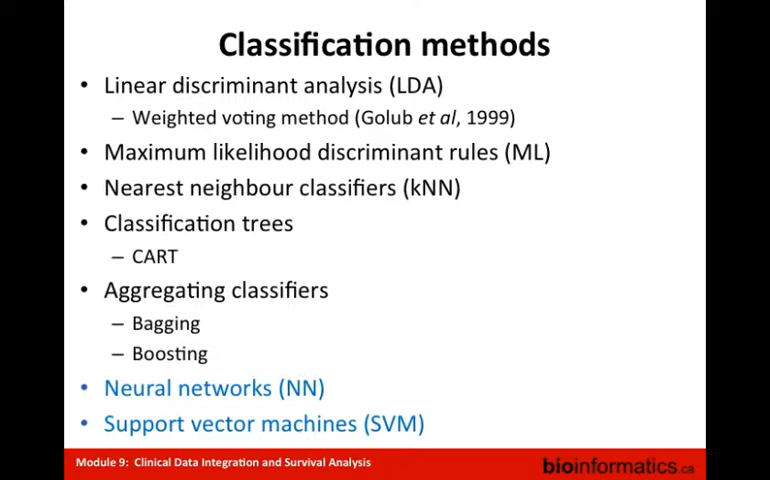 Classification methods
• Linear discriminant analysis (LDA)
– Weighted voting method (Golub et al, 1999)
• Maximum likelihood discriminant rules (ML)
• Nearest neighbour classifiers (kNN)
• Classification trees
– CART
• Aggregating classifiers
– Bagging
– Boosting
• Neural networks (NN)
• Support vector machines (SVM)
Module 9: Clinical Data Integration and Survival Analysis
bioinformatics.ca